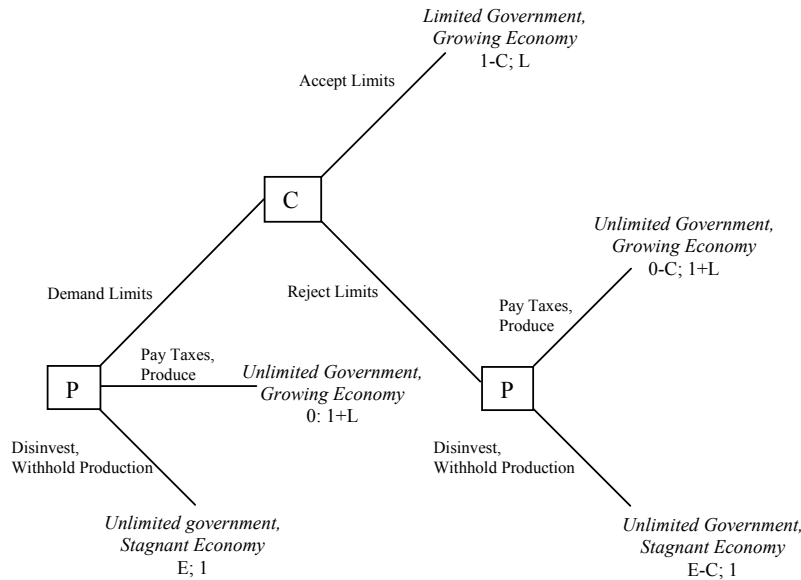 Limited Government,
Growing Economy
1-C; L
Accept Limits
C
Unlimited Government,
Growing Economy
0-C; 1+L
Demand Limits
Reject Limits
Pay Taxes,
Produce
Pay Taxes,
Produce
P
Unlimited Government,
Growing Economy
0: 1+L
P
Disinvest,
Withhold Production
Disinvest,
Withhold Production
Unlimited government,
Stagnant Economy
E; 1
Unlimited Government,
Stagnant Economy
E-C; 1